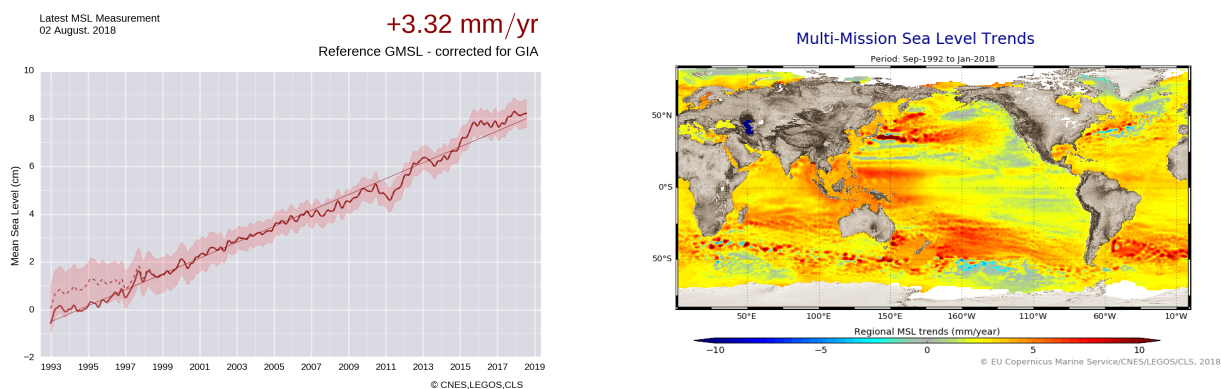 Latest MSL Measurement
02 August. 2018
+3.32 mm/yr
Reference GMSL - corrected for GIA
Mean Sea Level (cm)
10
8
6
4
2
0
−2
1993 1995 1997 1999 2001 2003 2005 2007 2009 2011 2013 2015 2017 2019
© CNES,LEGOS,CLS
Multi-Mission Sea Level Trends
Period: Sep-1992 to Jan-2018
50°N
0°S
50°S
50°E 100°E 150°E 160°W 110°W 60°W 10°W
Regional MSL trends (mm/year)
−10 −5 0 5 10
© EU Copernicus Marine Service/CNES/LEGOS/CLS, 2018